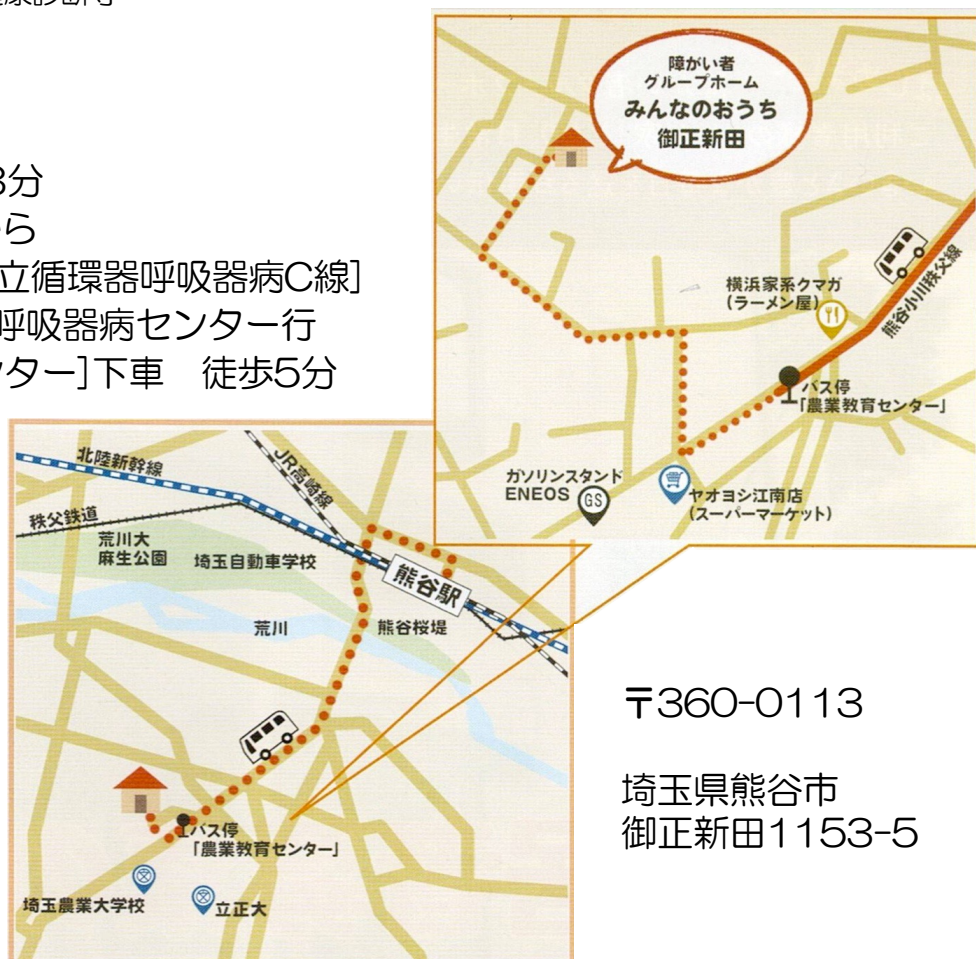 障がい者
グループホーム
みんなのおうち
御正新田
3分
ら
立循環器呼吸器病C線]
呼吸器病センター行
ター]下車　徒歩5分
横浜家系クマガ
(ラーメン屋)
熊谷小川秩父線
バス停
「農業教育センター」
ガソリンスタンド
ENEOS
GS
ヤオヨシ江南店
(スーパーマーケット)
北陸新幹線
JR高崎線
秩父鉄道
荒川大
麻生公園
埼玉自動車学校
熊谷駅
荒川
熊谷桜堤
バス停
「農業教育センター」
埼玉農業大学校
立正大
〒360-0113
埼玉県熊谷市
御正新田1153-5